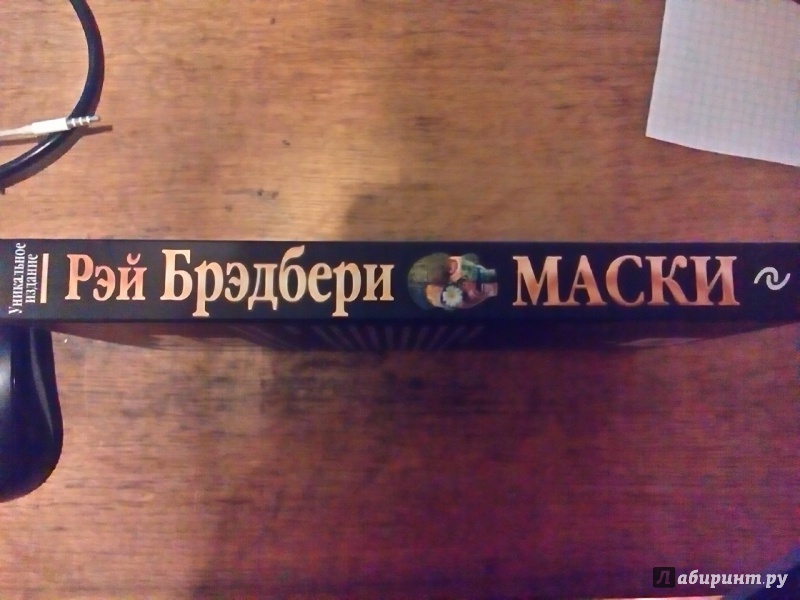 Уникальное
издание
Рэй Брэдбери МАСКИ
Лабиринт.ру